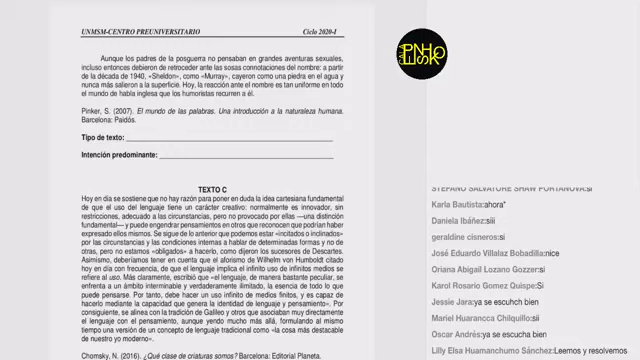 UNMSM-CENTRO PREUNIVERSITARIO Ciclo 2020-I
Aunque los padres de la posguerra no pensaban en grandes aventuras sexuales,
incluso entonces debieron de retroceder ante las sosas connotaciones del nombre: a partir
de la década de 1940, «Sheldon», como «Murray», cayeron como una piedra en el agua y
nunca más salieron a la superficie. Hoy, la reacción ante el nombre es tan uniforme en todo
el mundo de habla inglesa que los humoristas recurren a él.
Pinker, S. (2007). El mundo de las palabras. Una introducción a la naturaleza humana.
Barcelona: Paidós.
Tipo de texto:
Intención predominante:
TEXTO C
Hoy en día se sostiene que no hay razón para poner en duda la idea cartesiana fundamental
de que el uso del lenguaje tiene un carácter creativo: normalmente es innovador, sin
restricciones, adecuado a las circunstancias, pero no provocado por ellas —una distinción
fundamental— y puede engendrar pensamientos en otros que reconocen que podrían haber
expresado ellos mismos. Se sigue de lo anterior que podemos estar «incitados o inclinados»
por las circunstancias y las condiciones internas a hablar de determinadas formas y no de
otras, pero no estamos «obligados» a hacerlo, como dijeron los sucesores de Descartes.
Asimismo, deberíamos tener en cuenta que el aforismo de Wilhelm von Humboldt citado
hoy en día con frecuencia, de que el lenguaje implica el infinito uso de infinitos medios, se
refiere al uso. Más claramente, escribió que «el lenguaje, de manera bastante peculiar, se
enfrenta a un ámbito interminable y verdaderamente ilimitado, la esencia de todo lo que
puede pensarse. Por tanto, debe hacer un uso infinito de medios finitos, y es capaz de
hacerlo mediante la capacidad que genera la identidad de lenguaje y pensamiento». Por
consiguiente, se alinea con la tradición de Galileo y otros que asociaban muy directamente
el lenguaje con el pensamiento, aunque yendo mucho más allá, formulando al mismo
tiempo una versión de un concepto de lenguaje tradicional como «la cosa más destacable
de nuestro yo moderno».
Chomsky, N. (2016). ¿Qué clase de criaturas somos? Barcelona: Editorial Planeta.
STEFANO SALVATORE SHAW PORTANOVA:si
Karla Bautista:ahora*
Daniela Ibáñez:siii
geraldine cisneros:si
José Eduardo Villalaz Bobadilla:nice
Oriana Abigail Lozano Gozzer:si
Karol Rosario Gomez Quispe:Si
Jessie Jara:ya se escuhch bien
Mariel Huarancca Chilquillo:sii
Oscar Andrés:ya se escucha bien
Lilly Elsa Huamanchumo Sánchez:Leemos y resolvemos